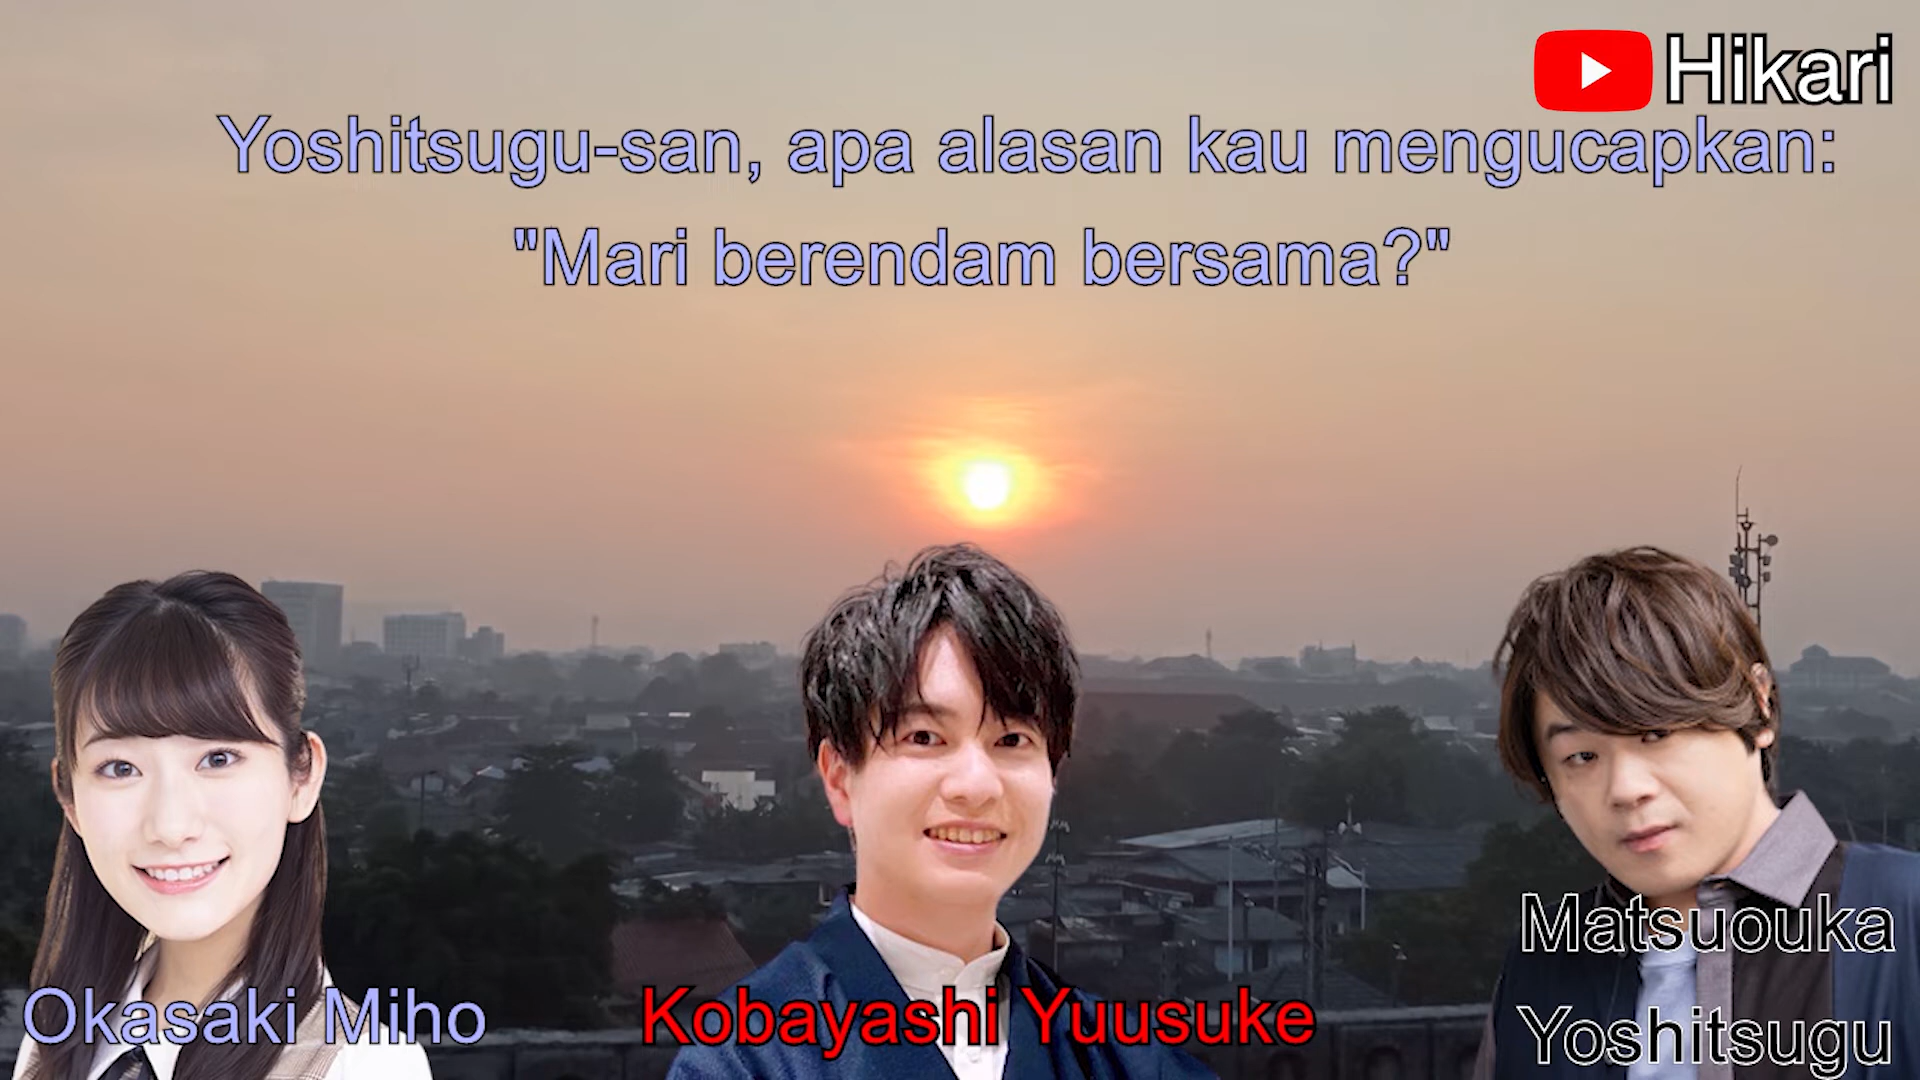 Hikari
Yoshitsugu-san, apa alasan kau mengucapkan:
"Mari berendam bersama?"
Okasaki Miho
Kobayashi Yuusuke
Matsuouka
Yoshitsugu